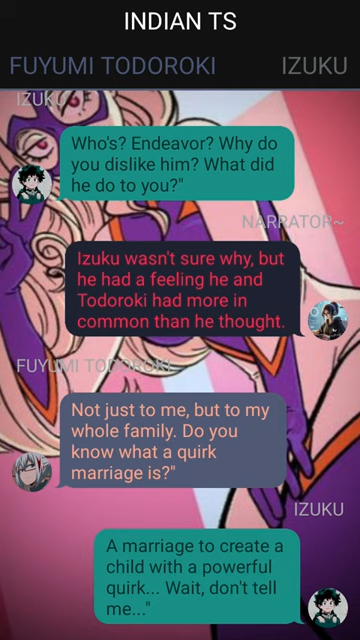 INDIAN TS
FUYUMI TODOROKI
IZUKU
IZUKU
Who's? Endeavor? Why do
you dislike him? What did
he do to you?"
NARRATOR~
Izuku wasn't sure why, but
he had a feeling he and
Todoroki had more in
common than he thought.
FUYUMI TODOROKI
Not just to me, but to my
whole family. Do you
know what a quirk
marriage is?"
IZUKU
A marriage to create a
child with a powerful
quirk... Wait, don't tell
me..."